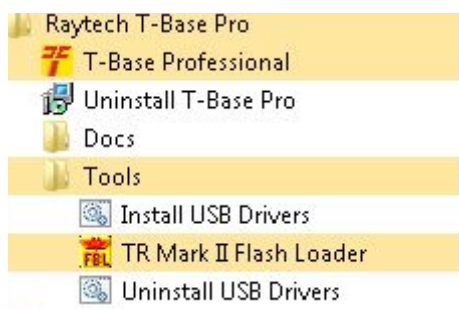 Raytech T-Base Pro
T-Base Professional
Uninstall T-Base Pro
Docs
Tools
Install USB Drivers
FBL TR Mark II Flash Loader
Uninstall USB Drivers